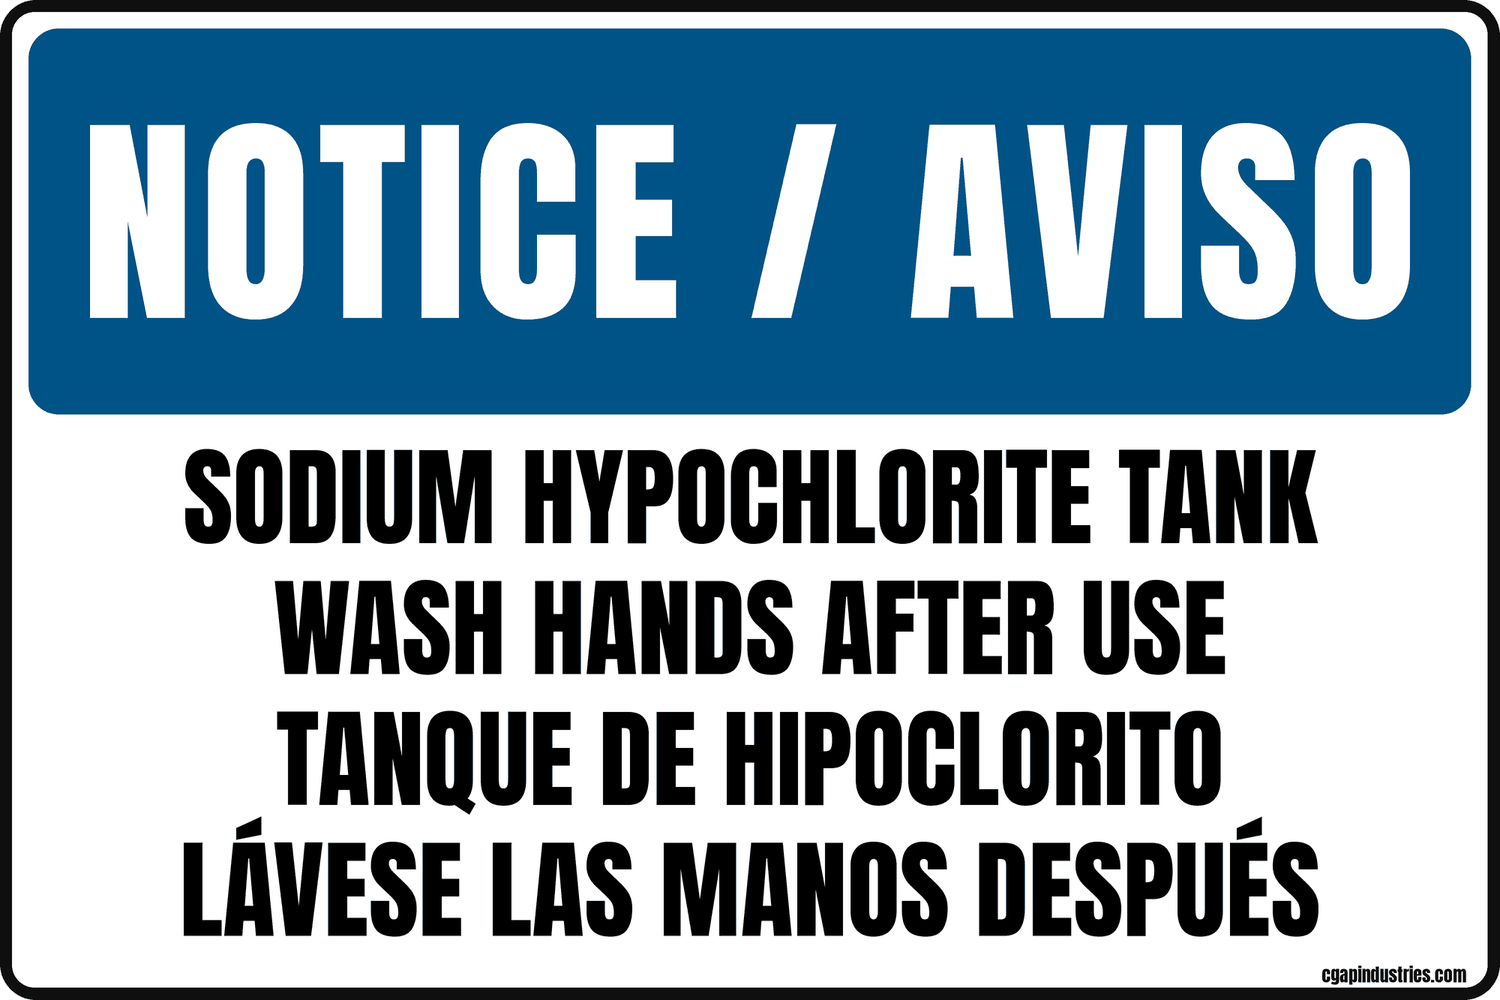 NOTICE / AVISO
SODIUM HYPOCHLORITE TANK
WASH HANDS AFTER USE
TANQUE DE HIPOCLORITO
LÁVESE LAS MANOS DESPUÉS
cgapindustries.com